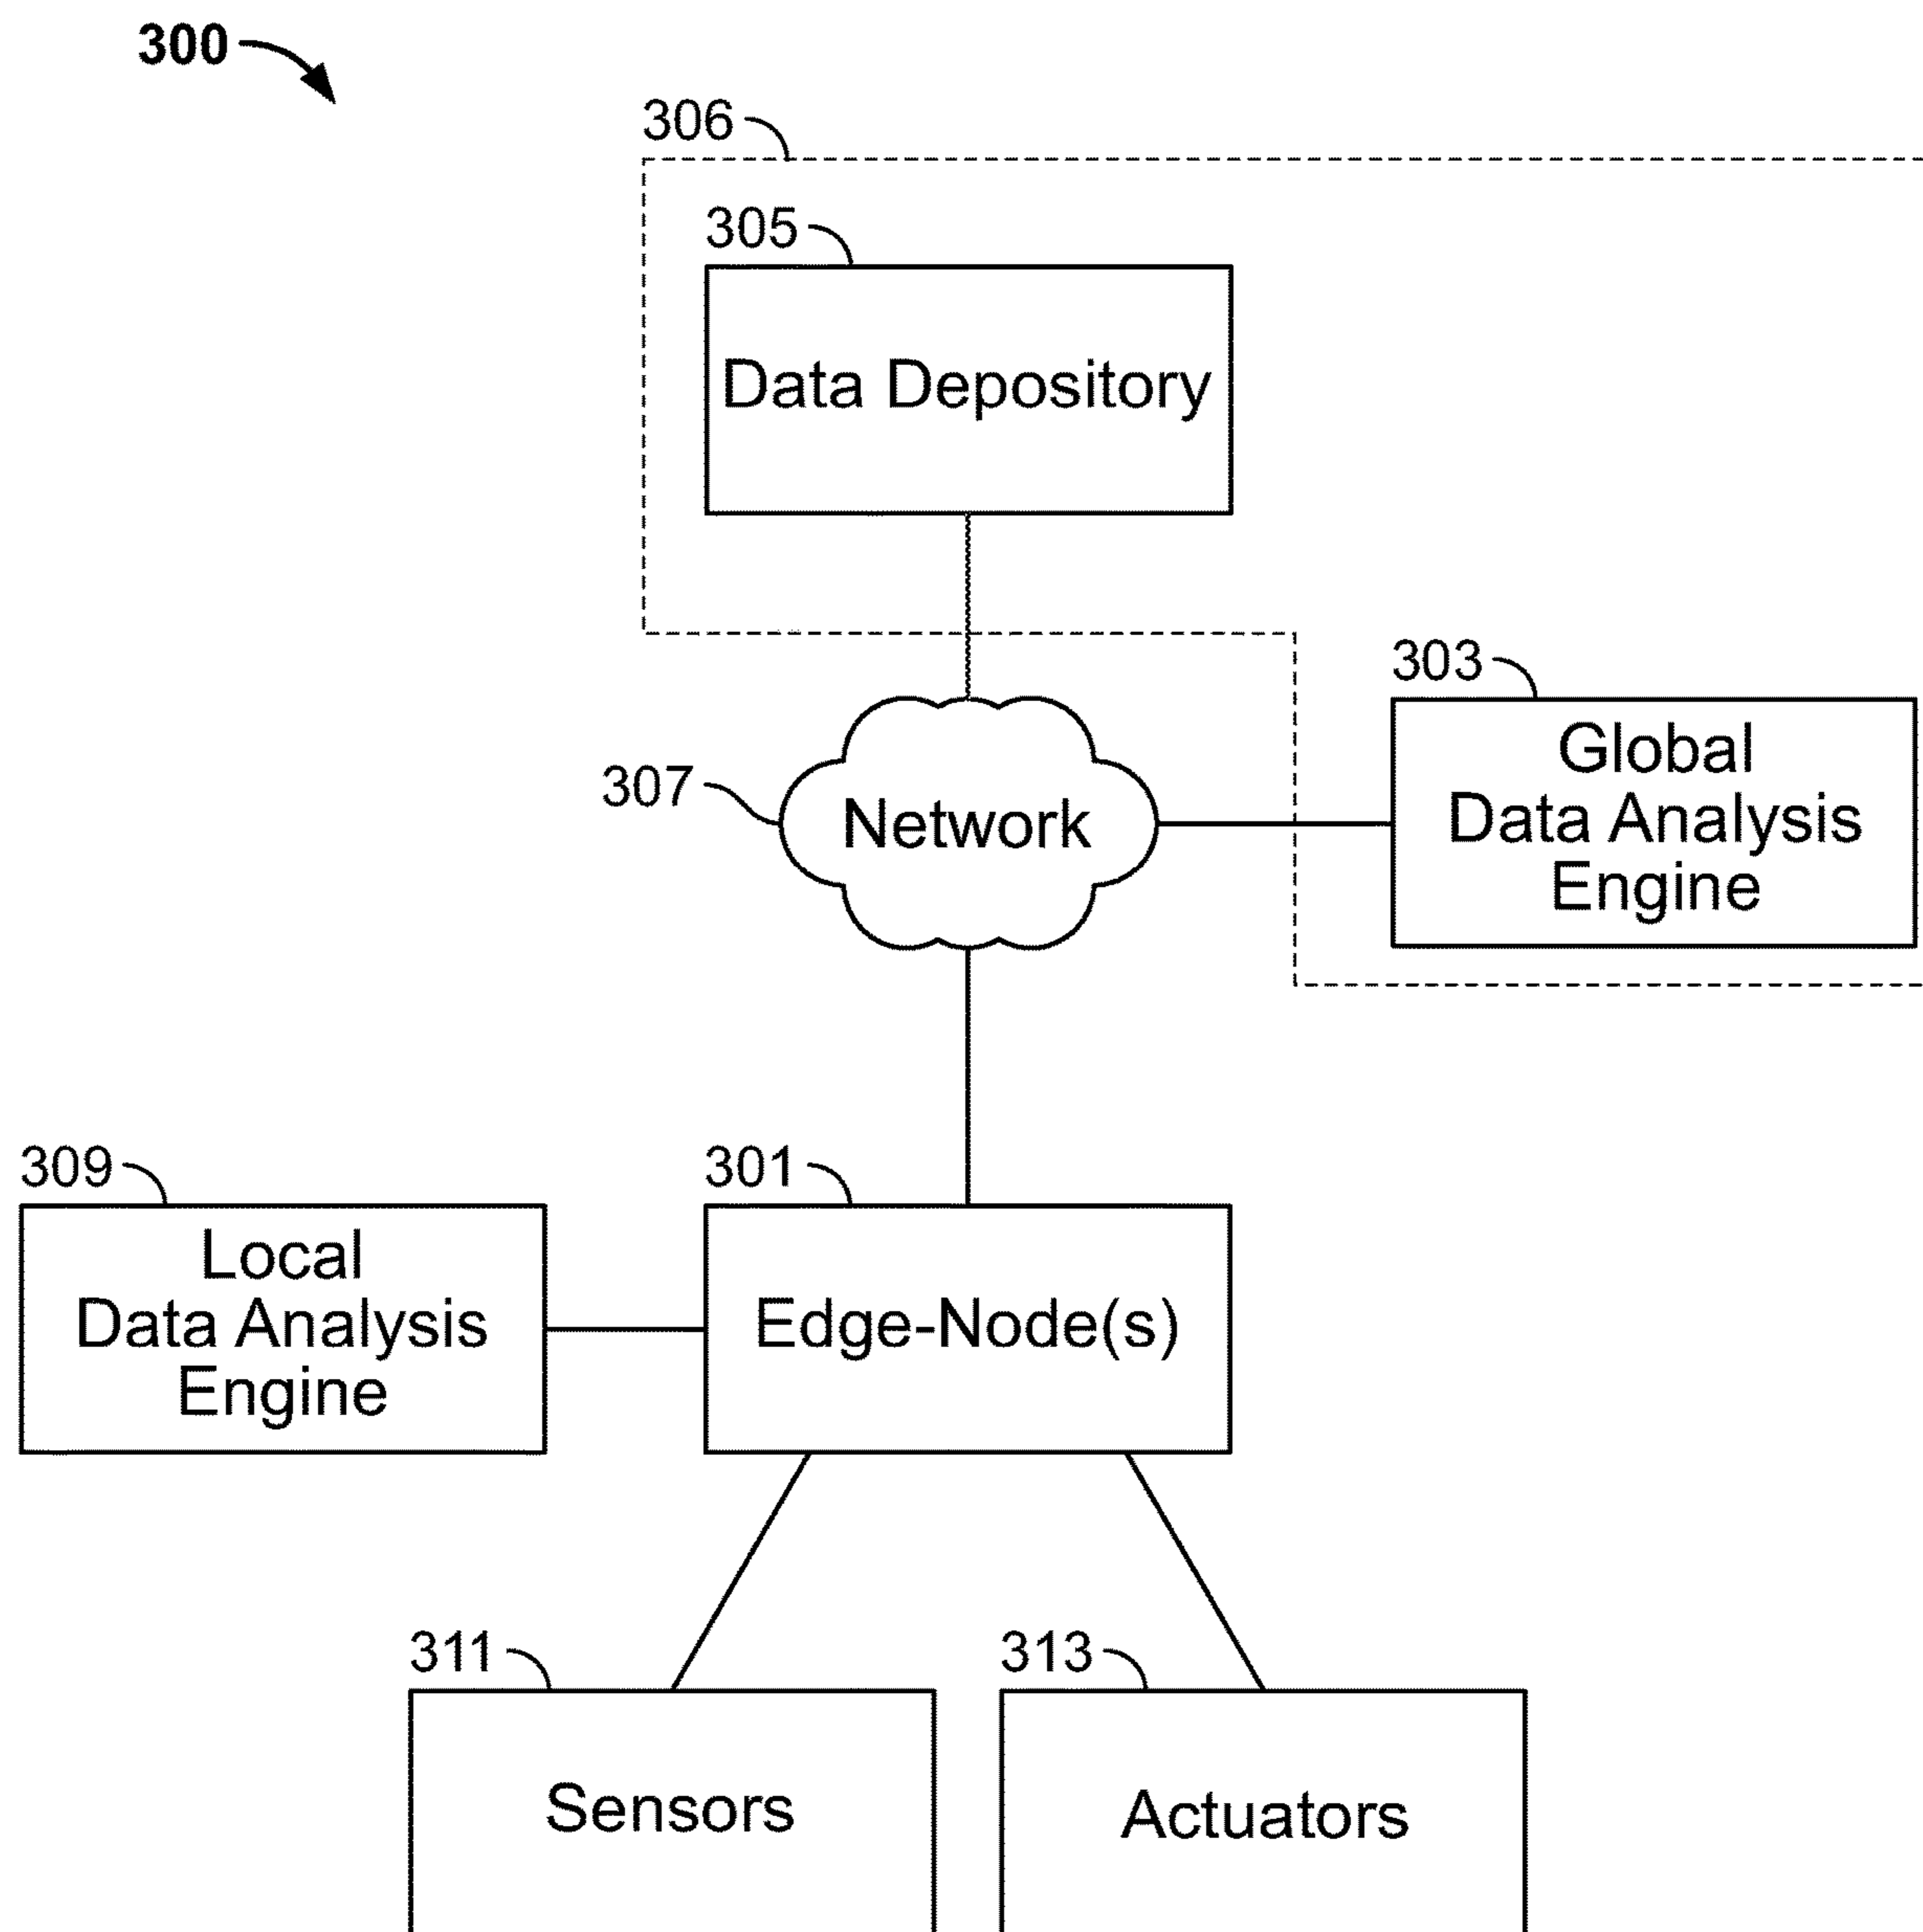 300
306
305
Data Depository
303
Global
Data Analysis
Engine
307
Network
309
Local
Data Analysis
Engine
301
Edge-Node(s)
311
Sensors
313
Actuators